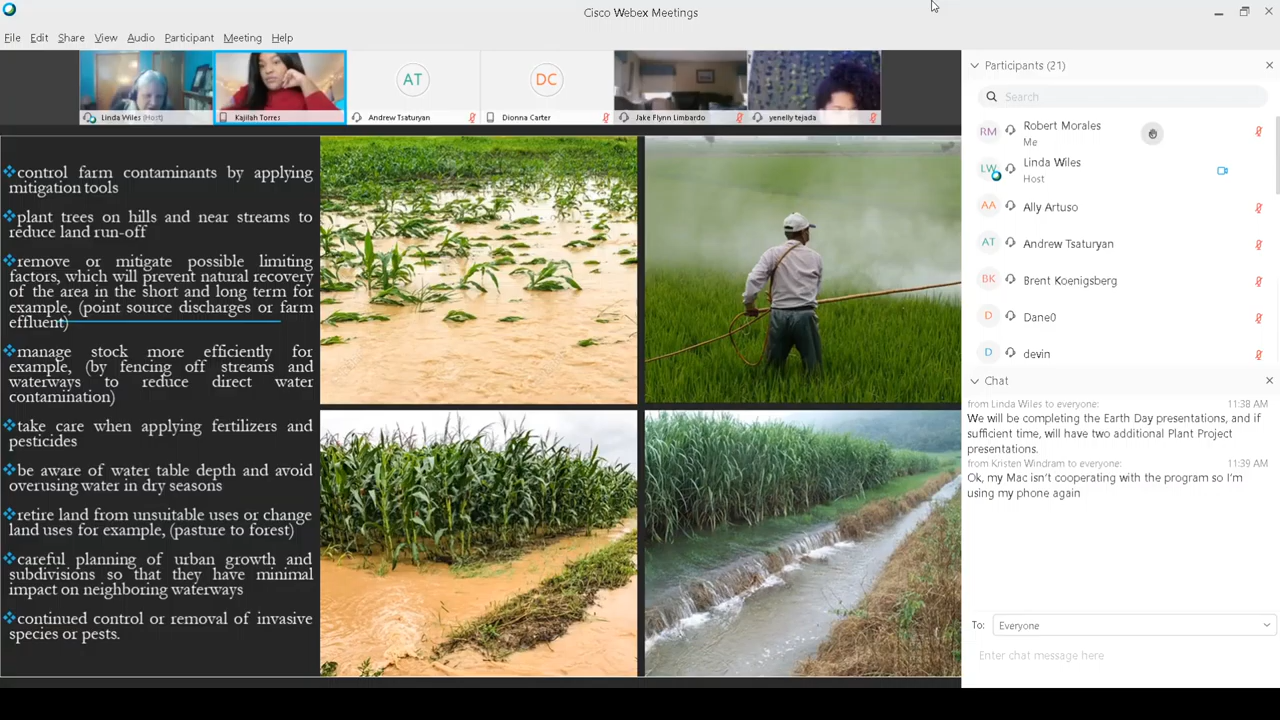 Cisco Webex Meetings
File Edit Share View Audio Participant Meeting Help
AT
DC
Linda Wiles (Host)
Kajilah Torres
Andrew Tsaturyan
Dionna Carter
Jake Flynn Limbardo
yenelly tejada
❖control farm contaminants by applying
mitigation tools
❖plant trees on hills and near streams to
reduce land run-off
❖remove or mitigate possible limiting
factors, which will prevent natural recovery
of the area in the short and long term for
example, (point source discharges or farm
effluent)
❖manage stock more efficiently for
example, (by fencing off streams and
waterways to reduce direct water
contamination)
❖take care when applying fertilizers and
pesticides
❖be aware of water table depth and avoid
overusing water in dry seasons
❖retire land from unsuitable uses or change
land uses for example, (pasture to forest)
❖careful planning of urban growth and
subdivisions so that they have minimal
impact on neighboring waterways
❖continued control or removal of invasive
species or pests.
Participants (21)
Search
RM Robert Morales
Me
LW Linda Wiles
Host
AA Ally Artuso
AT Andrew Tsaturyan
BK Brent Koenigsberg
D Dane0
D devin
Chat
from Linda Wiles to everyone: 11:38 AM
We will be completing the Earth Day presentations, and if
sufficient time, will have two additional Plant Project
presentations.
from Kristen Windram to everyone: 11:39 AM
Ok, my Mac isn't cooperating with the program so I'm
using my phone again
To: Everyone
Enter chat message here